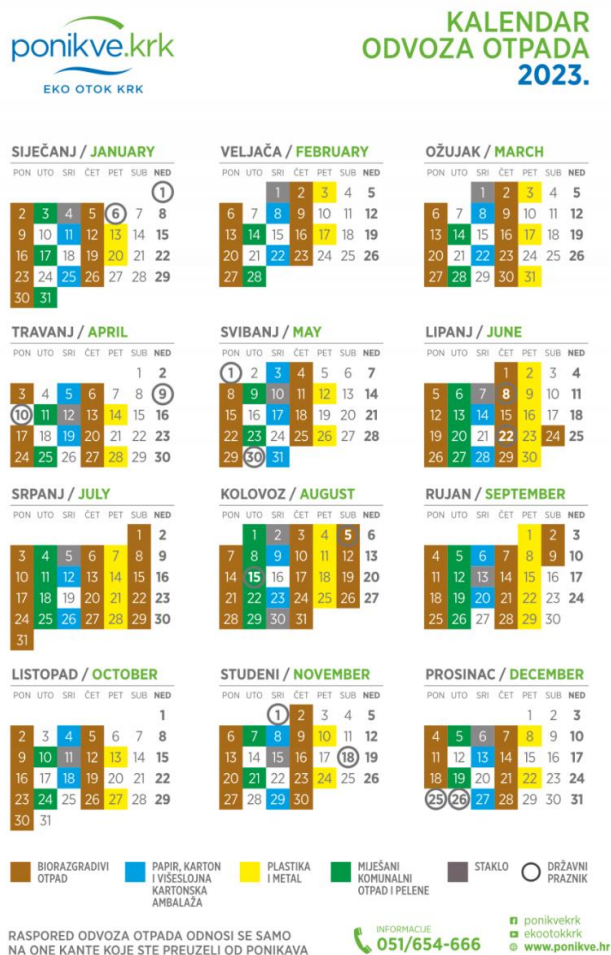 ponikve.krk
EKO OTOK KRK
KALENDAR
ODVOZA OTPADA
2023.
SIJEČANJ / JANUARY
PON UTO SRI ČET PET SUB NED
1
2 3 4 5 6 7 8
9 10 11 12 13 14 15
16 17 18 19 20 21 22
23 24 25 26 27 28 29
30 31
VELJAČA / FEBRUARY
PON UTO SRI ČET PET SUB NED
1 2 3 4 5
6 7 8 9 10 11 12
13 14 15 16 17 18 19
20 21 22 23 24 25 26
27 28
OŽUJAK / MARCH
PON UTO SRI ČET PET SUB NED
1 2 3 4 5
6 7 8 9 10 11 12
13 14 15 16 17 18 19
20 21 22 23 24 25 26
27 28 29 30 31
TRAVANJ / APRIL
PON UTO SRI ČET PET SUB NED
1 2
3 4 5 6 7 8 9
10 11 12 13 14 15 16
17 18 19 20 21 22 23
24 25 26 27 28 29 30
SVIBANJ / MAY
PON UTO SRI ČET PET SUB NED
1 2 3 4 5 6 7
8 9 10 11 12 13 14
15 16 17 18 19 20 21
22 23 24 25 26 27 28
29 30 31
LIPANJ / JUNE
PON UTO SRI ČET PET SUB NED
1 2 3 4
5 6 7 8 9 10 11
12 13 14 15 16 17 18
19 20 21 22 23 24 25
26 27 28 29 30
SRPANJ / JULY
PON UTO SRI ČET PET SUB NED
1 2
3 4 5 6 7 8 9
10 11 12 13 14 15 16
17 18 19 20 21 22 23
24 25 26 27 28 29 30
31
KOLOVOZ / AUGUST
PON UTO SRI ČET PET SUB NED
1 2 3 4 5 6
7 8 9 10 11 12 13
14 15 16 17 18 19 20
21 22 23 24 25 26 27
28 29 30 31
RUJAN / SEPTEMBER
PON UTO SRI ČET PET SUB NED
1 2 3
4 5 6 7 8 9 10
11 12 13 14 15 16 17
18 19 20 21 22 23 24
25 26 27 28 29 30
LISTOPAD / OCTOBER
PON UTO SRI ČET PET SUB NED
1
2 3 4 5 6 7 8
9 10 11 12 13 14 15
16 17 18 19 20 21 22
23 24 25 26 27 28 29
30 31
STUDENI / NOVEMBER
PON UTO SRI ČET PET SUB NED
1 2 3 4 5
6 7 8 9 10 11 12
13 14 15 16 17 18 19
20 21 22 23 24 25 26
27 28 29 30
PROSINAC / DECEMBER
PON UTO SRI ČET PET SUB NED
1 2 3
4 5 6 7 8 9 10
11 12 13 14 15 16 17
18 19 20 21 22 23 24
25 26 27 28 29 30 31
BIORAZGRADIVI
OTPAD
PAPIR, KARTON
I VIŠESLOJNA
KARTONSKA
AMBALAŽA
PLASTIKA
I METAL
MIJEŠANI
KOMUNALNI
OTPAD I PELENE
STAKLO
DRŽAVNI
PRAZNIK
RASPORED ODVOZA OTPADA ODNOSI SE SAMO
NA ONE KANTE KOJE STE PREUZELI OD PONIKAVA
INFORMACIJE
051/654-666
ponikvekrk
ekootokkrk
www.ponikve.hr